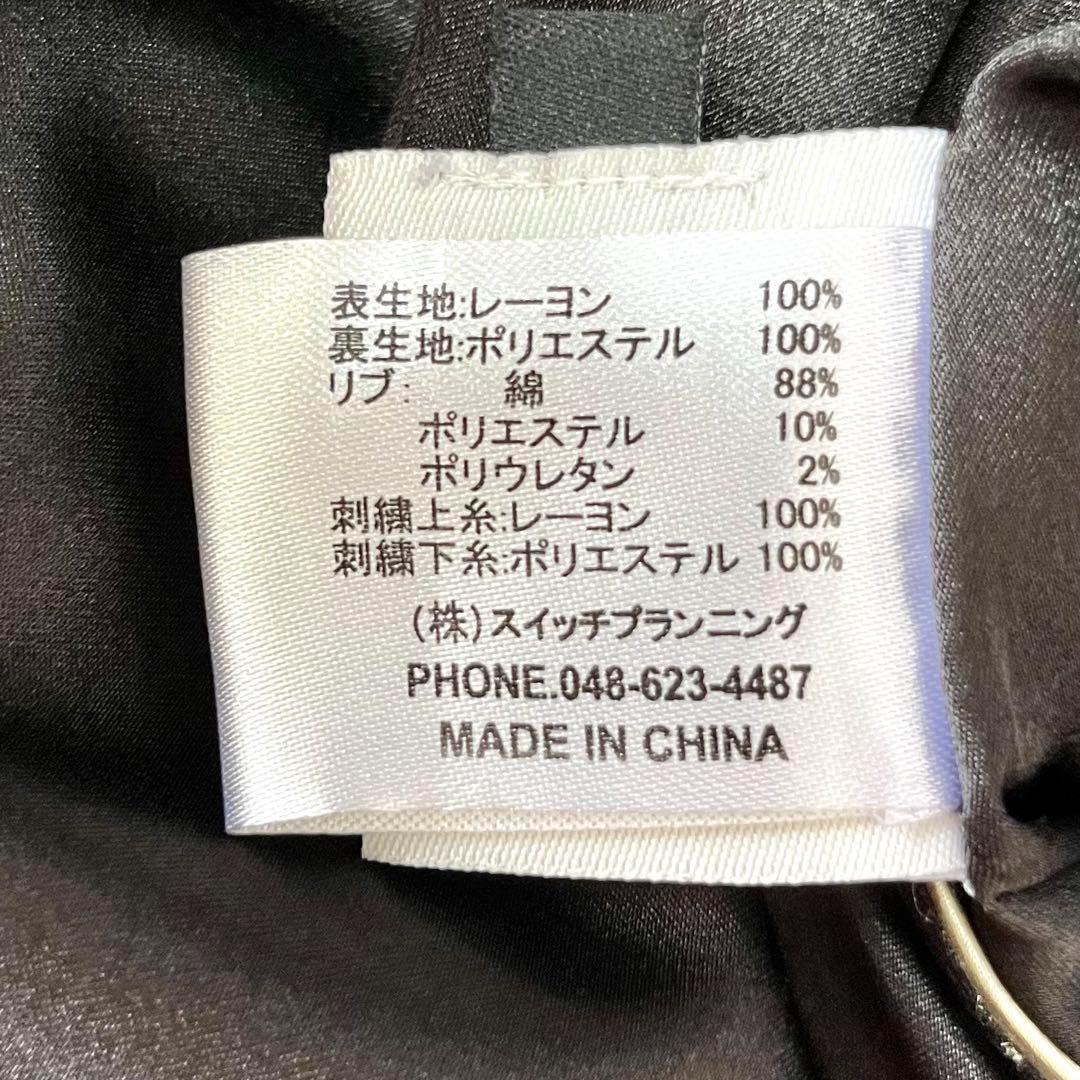 表生地:レーヨン 100%
裏生地:ポリエステル 100%
リブ: 綿 88%
ポリエステル 10%
ポリウレタン 2%
刺繍上糸:レーヨン 100%
刺繍下糸:ポリエステル 100%
(株)スイッチプランニング
PHONE.048-623-4487
MADE IN CHINA